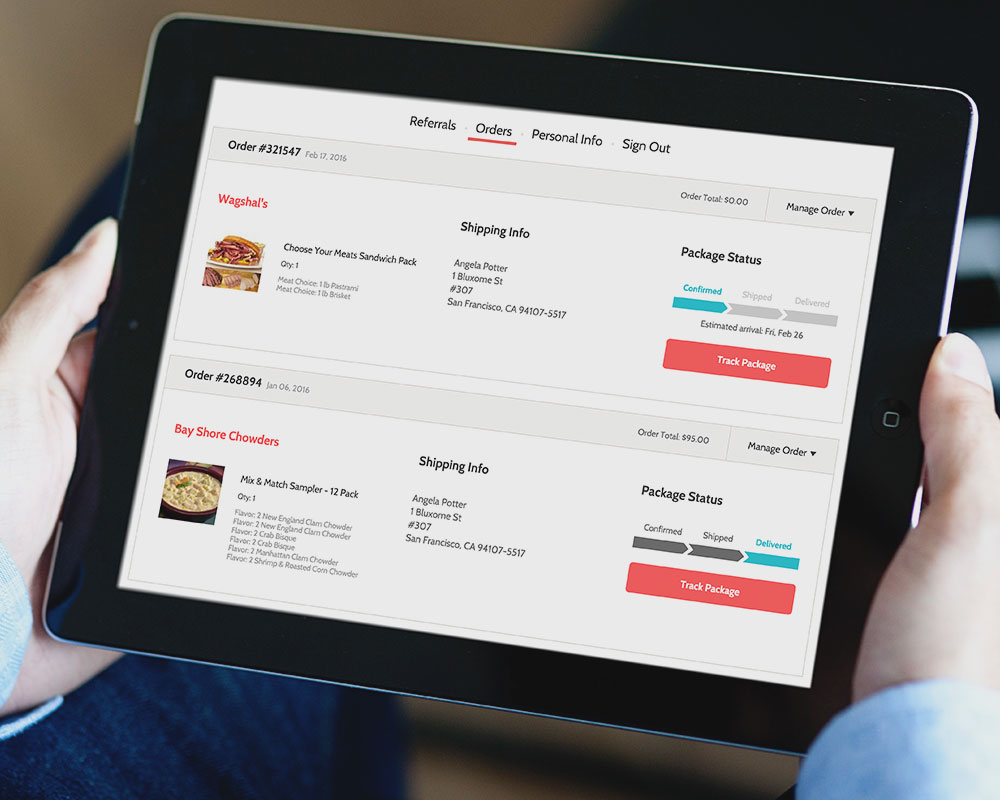 Referrals · Orders · Personal Info · Sign Out
Order #321547 Feb 17, 2016
Order Total: $0.00
Manage Order ▼
Wagshal's
Choose Your Meats Sandwich Pack
Qty: 1
Meat Choice: 1 lb Pastrami
Meat Choice: 1 lb Brisket
Shipping Info
Angela Potter
1 Bluxome St
#307
San Francisco, CA 94107-5517
Package Status
Confirmed Shipped Delivered
Estimated arrival: Fri, Feb 26
Track Package
Order #268894 Jan 06, 2016
Order Total: $95.00
Manage Order ▼
Bay Shore Chowders
Mix & Match Sampler - 12 Pack
Qty: 1
Flavor: 2 New England Clam Chowder
Flavor: 2 New England Clam Chowder
Flavor: 2 Crab Bisque
Flavor: 2 Crab Bisque
Flavor: 2 Manhattan Clam Chowder
Flavor: 2 Shrimp & Roasted Corn Chowder
Shipping Info
Angela Potter
1 Bluxome St
#307
San Francisco, CA 94107-5517
Package Status
Confirmed Shipped Delivered
Track Package